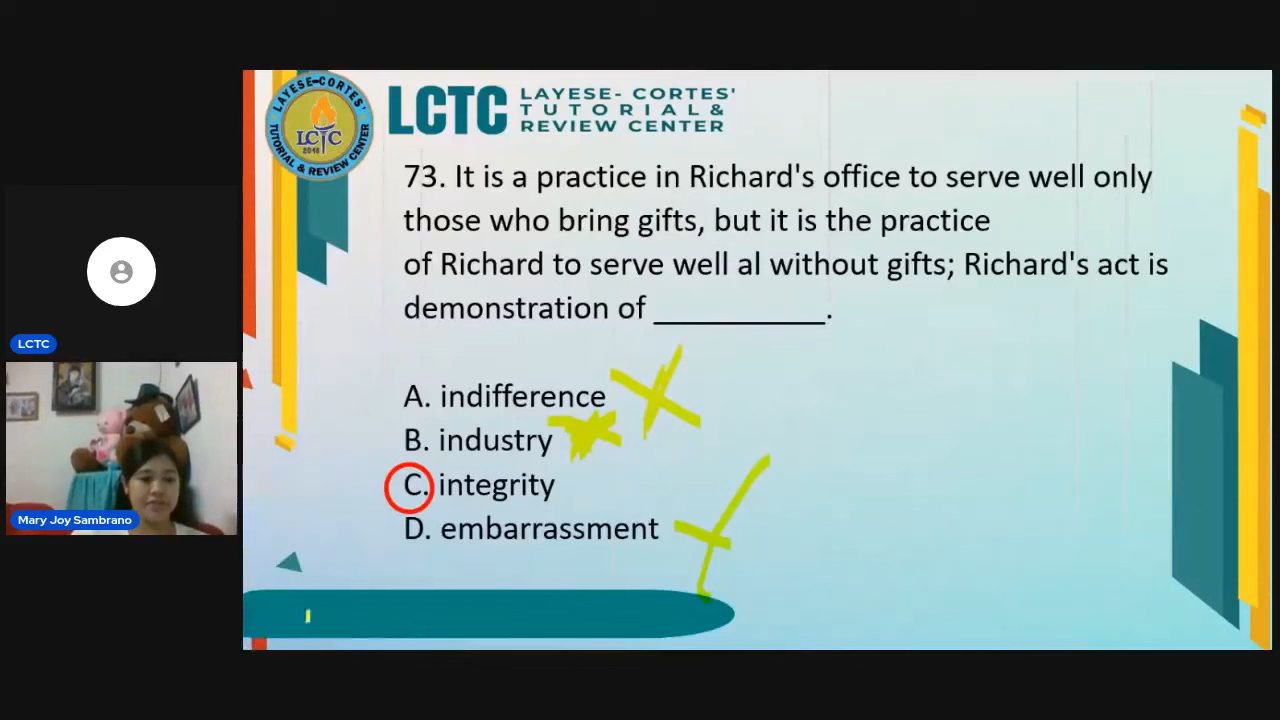 LAYESE-CORTES'
LCTC
2018
TUTORIAL & REVIEW CENTER
LCTC
LAYESE- CORTES'
TUTORIAL &
REVIEW CENTER
73. It is a practice in Richard's office to serve well only
those who bring gifts, but it is the practice
of Richard to serve well al without gifts; Richard's act is
demonstration of __________.
A. indifference
B. industry
C. integrity
D. embarrassment
LCTC
Mary Joy Sambrano